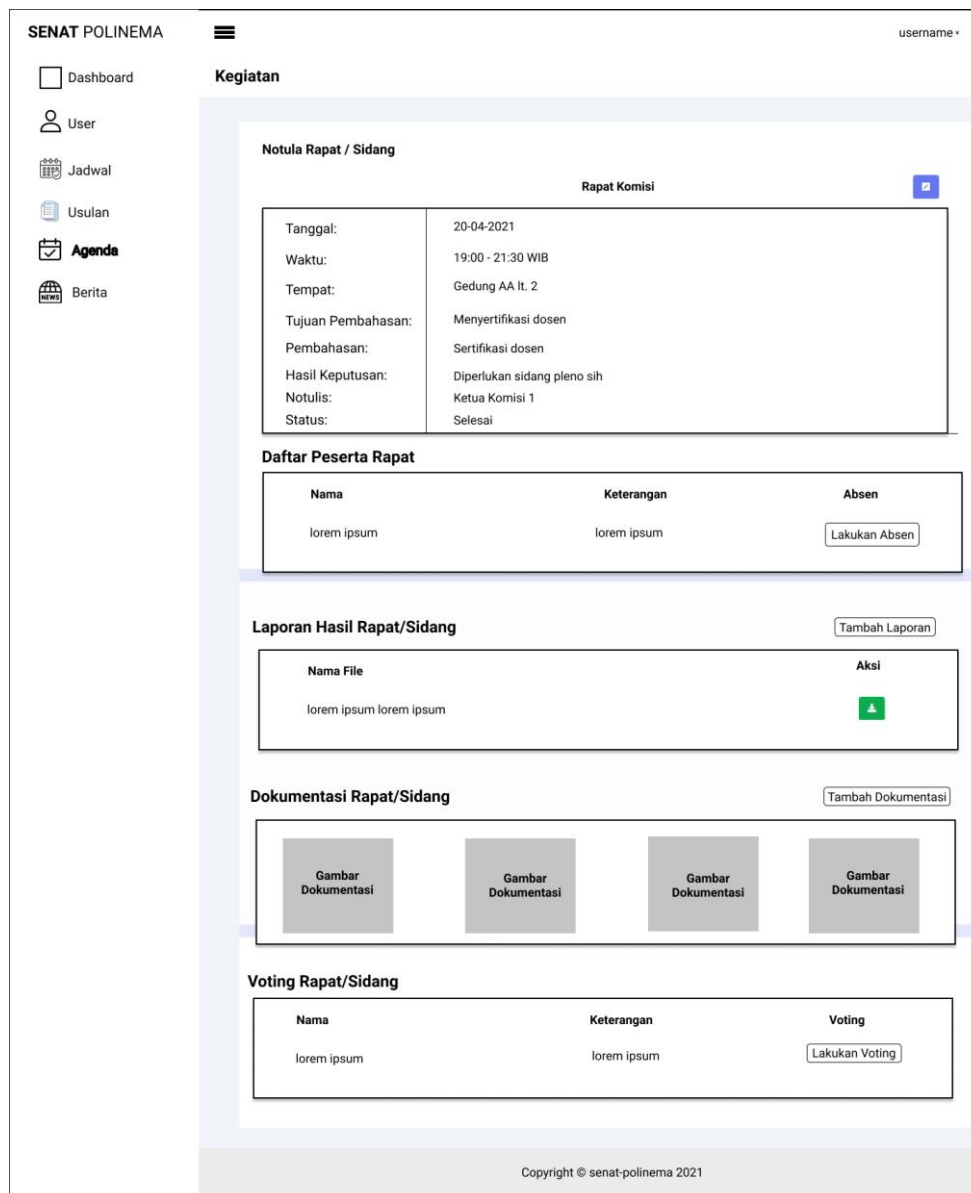 SENAT POLINEMA
username
Dashboard
Kegiatan
User
Jadwal
Usulan
Agenda
NEWS
Berita
Notula Rapat / Sidang
Rapat Komisi
Tanggal: 20-04-2021
Waktu: 19:00 - 21:30 WIB
Tempat: Gedung AA lt. 2
Tujuan Pembahasan: Menyertifikasi dosen
Pembahasan: Sertifikasi dosen
Hasil Keputusan: Diperlukan sidang pleno sih
Notulis: Ketua Komisi 1
Status: Selesai
Daftar Peserta Rapat
Nama Keterangan Absen
lorem ipsum lorem ipsum Lakukan Absen
Laporan Hasil Rapat/Sidang Tambah Laporan
Nama File Aksi
lorem ipsum lorem ipsum
Dokumentasi Rapat/Sidang Tambah Dokumentasi
Gambar
Dokumentasi
Gambar
Dokumentasi
Gambar
Dokumentasi
Gambar
Dokumentasi
Voting Rapat/Sidang
Nama Keterangan Voting
lorem ipsum lorem ipsum Lakukan Voting
Copyright © senat-polinema 2021